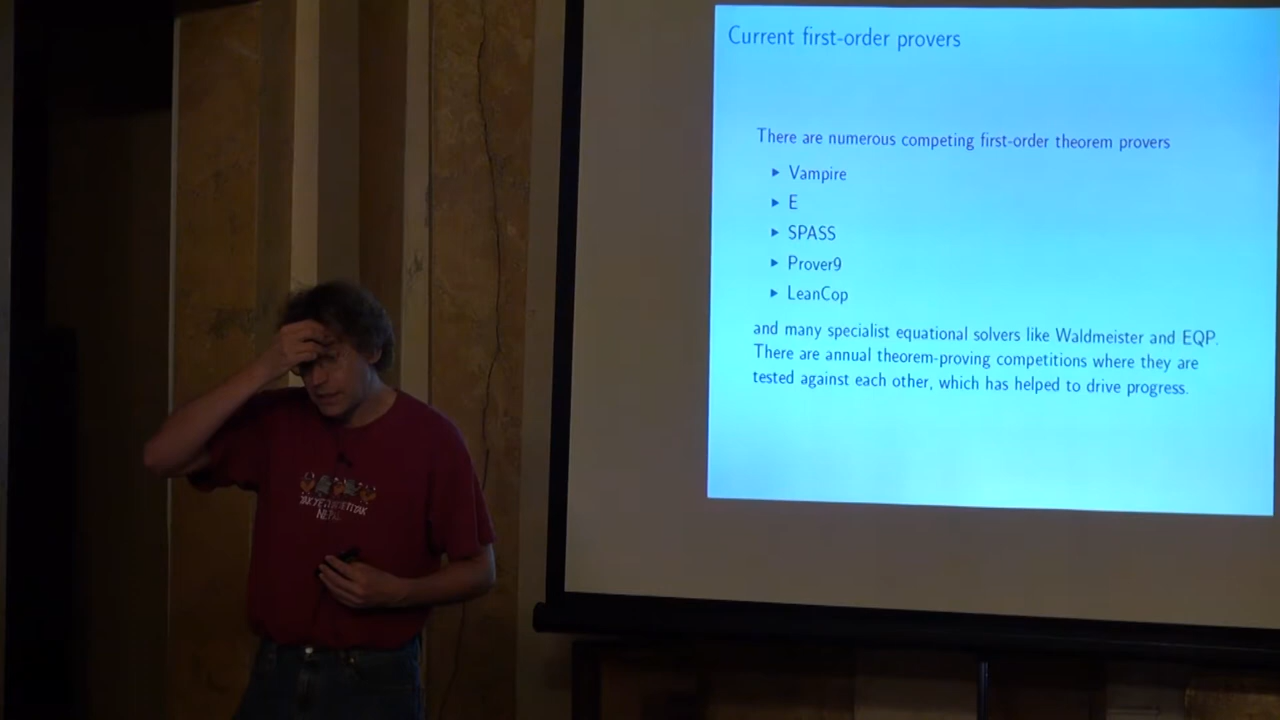 Current first-order provers
There are numerous competing first-order theorem provers
▸ Vampire
▸ E
▸ SPASS
▸ Prover9
▸ LeanCop
and many specialist equational solvers like Waldmeister and EQP.
There are annual theorem-proving competitions where they are
tested against each other, which has helped to drive progress.